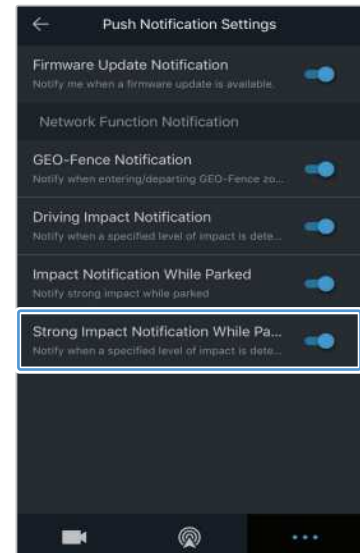 Push Notification Settings
Firmware Update Notification
Notify me when a firmware update is available.
Network Function Notification
GEO-Fence Notification
Notify when entering/departing GEO-Fence zo...
Driving Impact Notification
Notify when a specified level of impact is dete...
Impact Notification While Parked
Notify strong impact while parked
Strong Impact Notification While Pa...
Notify when a specified level of impact is dete...